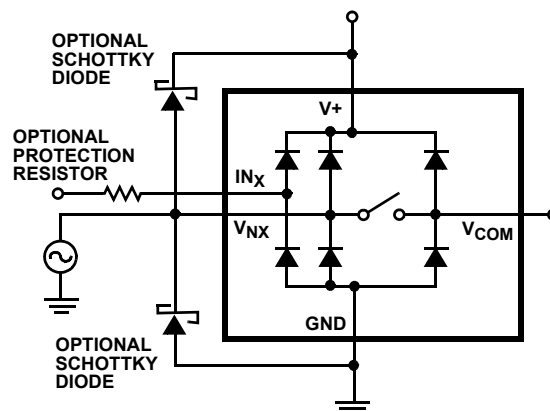 OPTIONAL
SCHOTTKY
DIODE
V+
OPTIONAL
PROTECTION
RESISTOR
INX
VNX
VCOM
GND
OPTIONAL
SCHOTTKY
DIODE